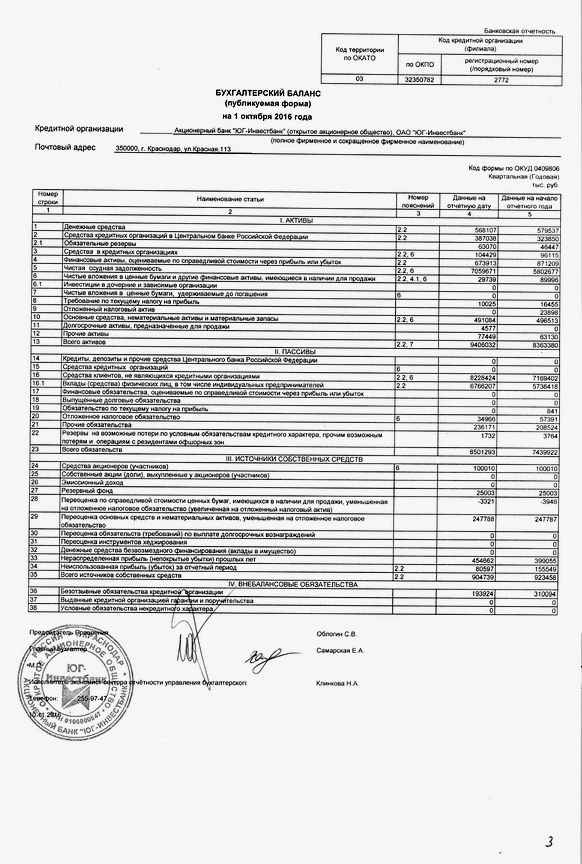 Банковская отчетность
Код территории по ОКАТО
Код кредитной организации (филиала)
по ОКПО
регистрационный номер (/порядковый номер)
03 32350782 2772
БУХГАЛТЕРСКИЙ БАЛАНС
(публикуемая форма)
на 1 октября 2016 года
Кредитной организации Акционерный банк "ЮГ-Инвестбанк" (открытое акционерное общество), ОАО "ЮГ-Инвестбанк"
(полное фирменное и сокращенное фирменное наименование)
Почтовый адрес 350000, г. Краснодар, ул.Красная,113
Код формы по ОКУД 0409806
Квартальная (Годовая)
тыс. руб
Номер строки Наименование статьи Номер пояснений Данные на отчетную дату Данные на начало отчетного года
1 2 3 4 5
I. АКТИВЫ
1 Денежные средства 2.2 568107 579537
2 Средства кредитных организаций в Центральном банке Российской Федерации 2.2 387038 323850
2.1 Обязательные резервы 63070 46447
3 Средства в кредитных организациях 2.2, 6 104429 96115
4 Финансовые активы, оцениваемые по справедливой стоимости через прибыль или убыток 2.2 673913 871209
5 Чистая ссудная задолженность 2.2, 6 7059671 5802677
6 Чистые вложения в ценные бумаги и другие финансовые активы, имеющиеся в наличии для продажи 2.2, 4.1, 6 29739 89996
6.1 Инвестиции в дочерние и зависимые организации 0 0
7 Чистые вложения в ценные бумаги, удерживаемые до погашения 6 0 0
8 Требование по текущему налогу на прибыль 10025 16455
9 Отложенный налоговый актив 0 23898
10 Основные средства, нематериальные активы и материальные запасы 2.2, 6 491084 496513
11 Долгосрочные активы, предназначенные для продажи 4577 0
12 Прочие активы 77449 63130
13 Всего активов 2.2, 7 9406032 8363380
II. ПАССИВЫ
14 Кредиты, депозиты и прочие средства Центрального банка Российской Федерации 0 0
15 Средства кредитных организаций 6 0 0
16 Средства клиентов, не являющихся кредитными организациями 2.2, 6 8228424 7169402
16.1 Вклады (средства) физических лиц, в том числе индивидуальных предпринимателей 2.2 6766207 5736418
17 Финансовые обязательства, оцениваемые по справедливой стоимости через прибыль или убыток 0 0
18 Выпущенные долговые обязательства 0 0
19 Обязательство по текущему налогу на прибыль 0 841
20 Отложенное налоговое обязательство 6 34966 57391
21 Прочие обязательства 236171 208524
22 Резервы на возможные потери по условным обязательствам кредитного характера, прочим возможным потерям и операциям с резидентами офшорных зон 1732 3764
23 Всего обязательств 8501293 7439922
III. ИСТОЧНИКИ СОБСТВЕННЫХ СРЕДСТВ
24 Средства акционеров (участников) 6 100010 100010
25 Собственные акции (доли), выкупленные у акционеров (участников) 0 0
26 Эмиссионный доход 0 0
27 Резервный фонд 25003 25003
28 Переоценка по справедливой стоимости ценных бумаг, имеющихся в наличии для продажи, уменьшенная на отложенное налоговое обязательство (увеличенная на отложенный налоговый актив) -3321 -3946
29 Переоценка основных средств и нематериальных активов, уменьшенная на отложенное налоговое обязательство 247788 247787
30 Переоценка обязательств (требований) по выплате долгосрочных вознаграждений 0 0
31 Переоценка инструментов хеджирования 0 0
32 Денежные средства безвозмездного финансирования (вклады в имущество) 0 0
33 Нераспределенная прибыль (непокрытые убытки) прошлых лет 454662 399055
34 Неиспользованная прибыль (убыток) за отчетный период 2.2 80597 155549
35 Всего источников собственных средств 2.2 904739 923458
IV. ВНЕБАЛАНСОВЫЕ ОБЯЗАТЕЛЬСТВА
36 Безотзывные обязательства кредитной организации 193924 310094
37 Выданные кредитной организацией гарантии и поручительства 0 0
38 Условные обязательства некредитного характера 0 0
Председатель Правления Облогин С.В.
Главный бухгалтер Самарская Е.А.
М.П.
Исполнитель экономист сектора отчётности управления бухгалтерского Клинкова Н.А.
Телефон: 255-97-47
ЮГ-Инвестбанк
3